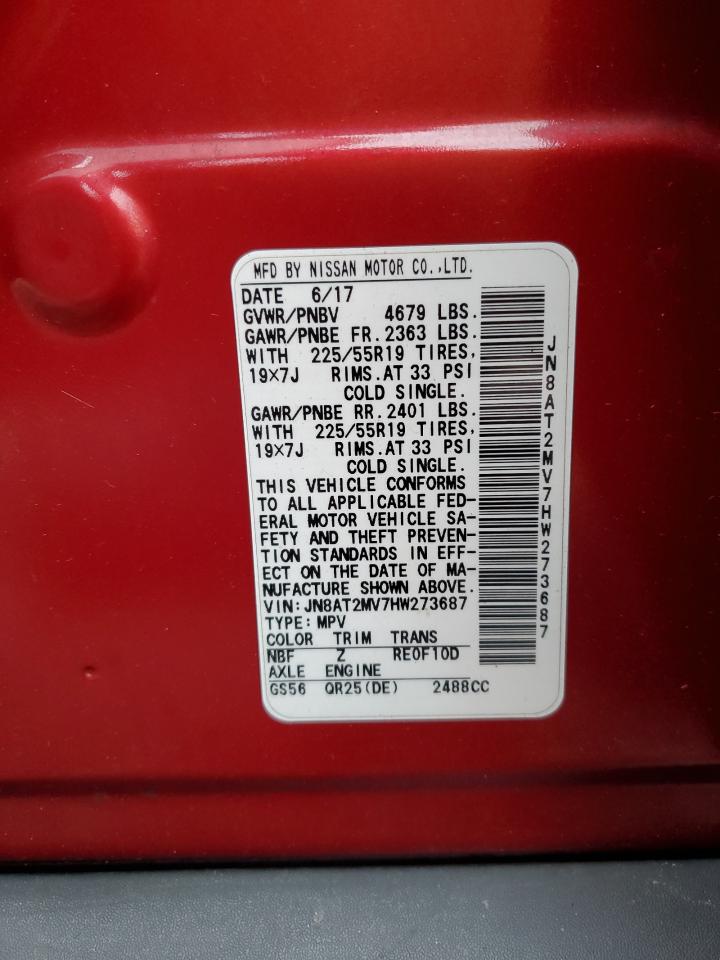 MFD BY NISSAN MOTOR CO.,LTD.
DATE 6/17
GVWR/PNBV 4679 LBS.
GAWR/PNBE FR.2363 LBS.
WITH 225/55R19 TIRES,
19×7J RIMS.AT 33 PSI
COLD SINGLE.
GAWR/PNBE RR.2401 LBS.
WITH 225/55R19 TIRES,
19×7J RIMS.AT 33 PSI
COLD SINGLE.
THIS VEHICLE CONFORMS
TO ALL APPLICABLE FED-
ERAL MOTOR VEHICLE SA-
FETY AND THEFT PREVEN-
TION STANDARDS IN EFF-
ECT ON THE DATE OF MA-
NUFACTURE SHOWN ABOVE.
VIN:JN8AT2MV7HW273687
TYPE:MPV
COLOR TRIM TRANS
NBF Z RE0F10D
AXLE ENGINE
GS56 QR25(DE) 2488CC
JN8AT2MV7HW273687